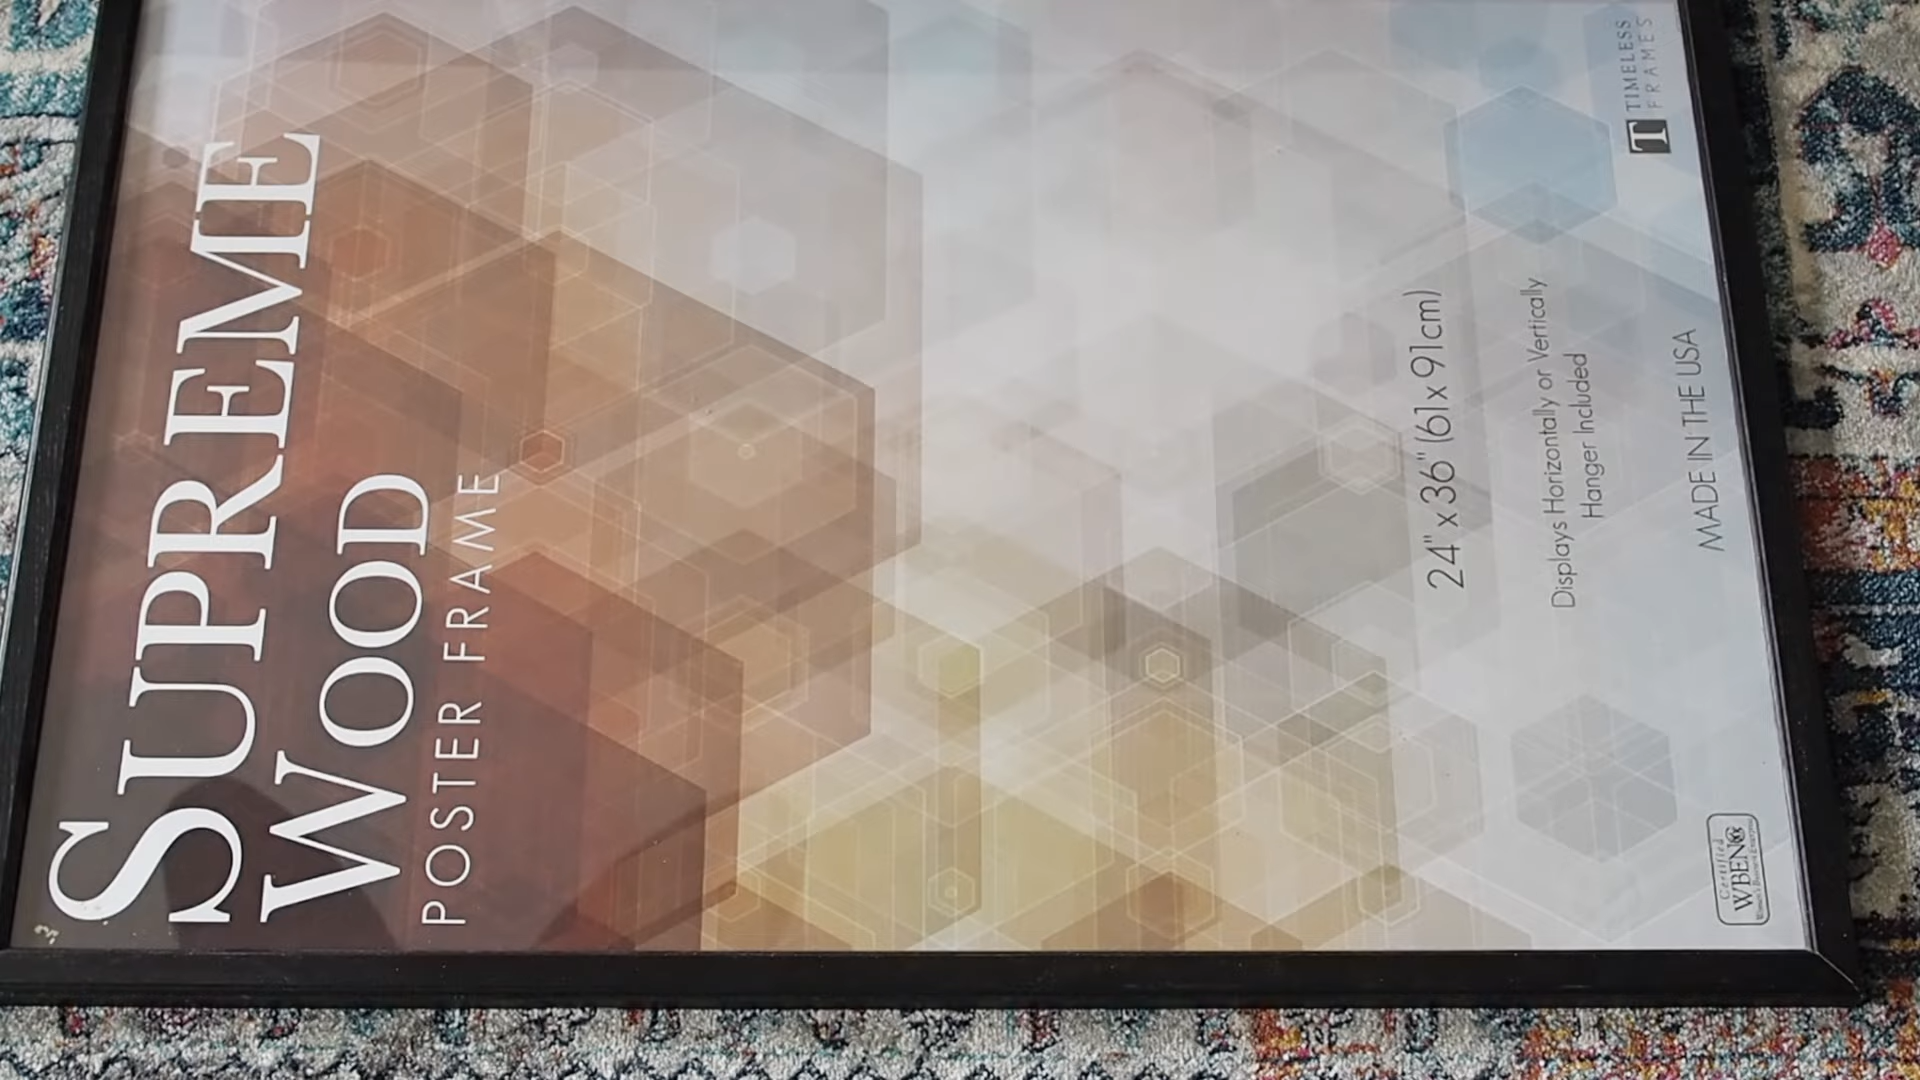 SUPREME
WOOD
POSTER FRAME
24" x 36" (61 x 91cm)
Displays Horizontally or Vertically
Hanger Included
MADE IN THE USA
Certified
WBENC
T TIMELESS
FRAMES